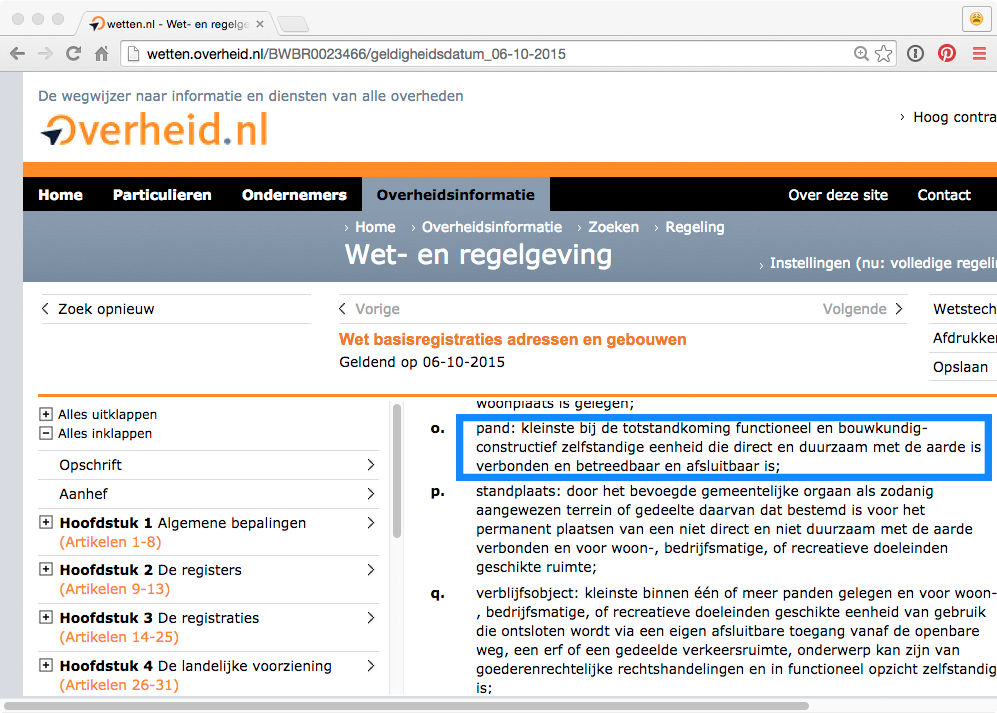 wetten.nl - Wet- en regelge
wetten.overheid.nl/BWBR0023466/geldigheidsdatum_06-10-2015
De wegwijzer naar informatie en diensten van alle overheden
Overheid.nl
Hoog contra
Home Particulieren Ondernemers Overheidsinformatie Over deze site Contact
Home Overheidsinformatie Zoeken Regeling
Wet- en regelgeving
Instellingen (nu: volledige regelin
Zoek opnieuw
Vorige Volgende
Wet basisregistraties adressen en gebouwen
Geldend op 06-10-2015
Wetstech
Afdrukken
Opslaan
Alles uitklappen
Alles inklappen
Opschrift
Aanhef
Hoofdstuk 1 Algemene bepalingen
(Artikelen 1-8)
Hoofdstuk 2 De registers
(Artikelen 9-13)
Hoofdstuk 3 De registraties
(Artikelen 14-25)
Hoofdstuk 4 De landelijke voorziening
(Artikelen 26-31)
woonplaats is gelegen;
o. pand: kleinste bij de totstandkoming functioneel en bouwkundig-
constructief zelfstandige eenheid die direct en duurzaam met de aarde is
verbonden en betreedbaar en afsluitbaar is;
p. standplaats: door het bevoegde gemeentelijke orgaan als zodanig
aangewezen terrein of gedeelte daarvan dat bestemd is voor het
permanent plaatsen van een niet direct en niet duurzaam met de aarde
verbonden en voor woon-, bedrijfsmatige, of recreatieve doeleinden
geschikte ruimte;
q. verblijfsobject: kleinste binnen één of meer panden gelegen en voor woon-
, bedrijfsmatige, of recreatieve doeleinden geschikte eenheid van gebruik
die ontsloten wordt via een eigen afsluitbare toegang vanaf de openbare
weg, een erf of een gedeelde verkeersruimte, onderwerp kan zijn van
goederenrechtelijke rechtshandelingen en in functioneel opzicht zelfstandig
is;